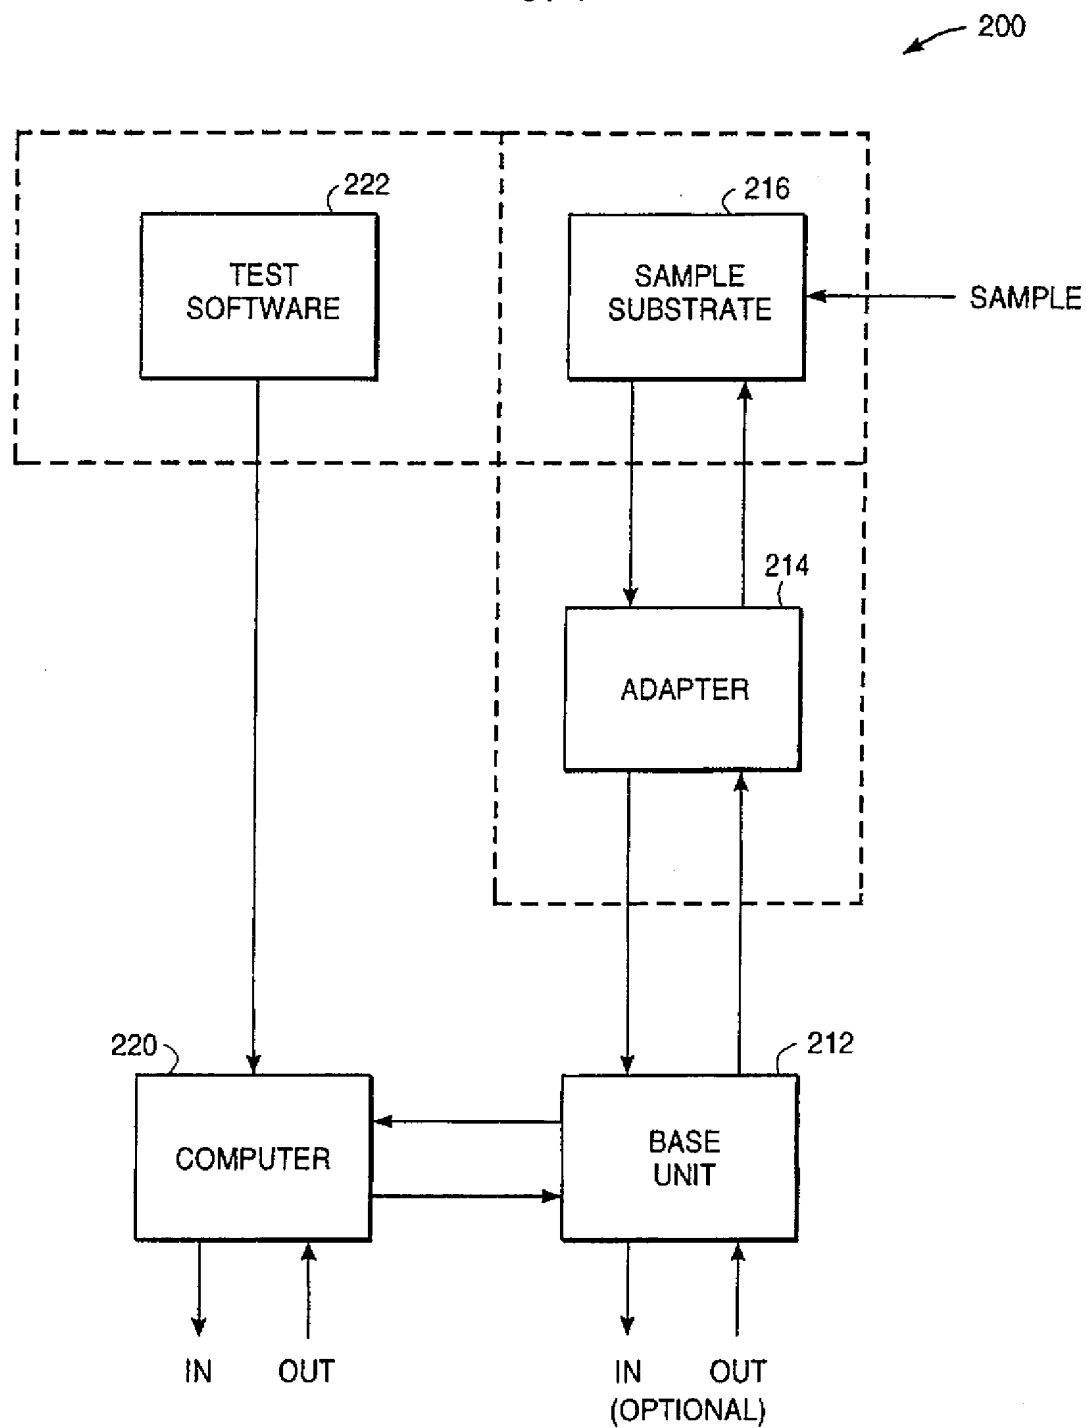 200
222
216
TEST
SOFTWARE
SAMPLE
SUBSTRATE
SAMPLE
214
ADAPTER
220
212
COMPUTER
BASE
UNIT
IN
OUT
IN
OUT
(OPTIONAL)